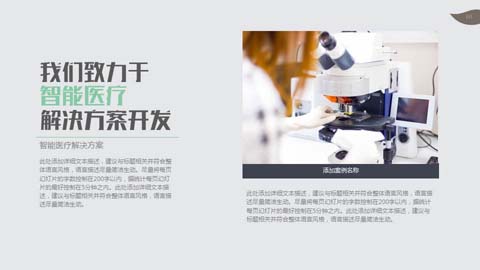 我们致力于
智能医疗
解决方案开发
智能医疗解决方案
此处添加详细文本描述，建议与标题相关并符合整
体语言风格，语言描述尽量简洁生动。尽量将每页幻灯
片的字数控制在200字以内，据统计每页幻灯
片的最好控制在5分钟之内。此处添加详细文本描
述，建议与标题相关并符合整体语言风格，语言描
述尽量简洁生动。
添加案例名称
此处添加详细文本描述，建议与标题相关并符合整体语言风格，语言描
述尽量简洁生动。尽量将每页幻灯片的字数控制在200字以内，据统计每
页幻灯片的最好控制在5分钟之内。此处添加详细文本描述，建议与
标题相关并符合整体语言风格，语言描述尽量简洁生动。